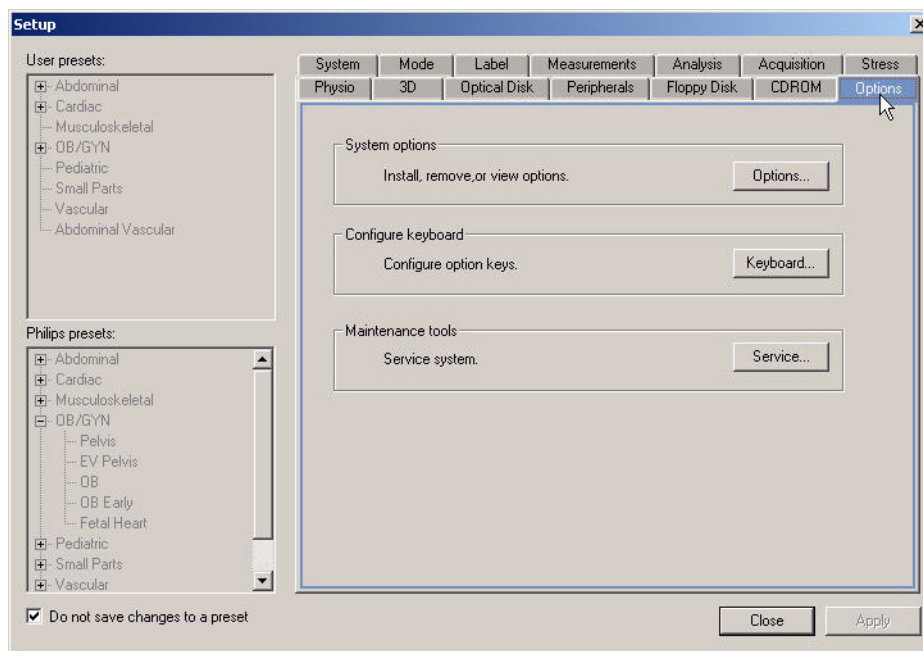 Setup
User presets:
Abdominal
Cardiac
Musculoskeletal
OB/GYN
Pediatric
Small Parts
Vascular
Abdominal Vascular
Philips presets:
Abdominal
Cardiac
Musculoskeletal
OB/GYN
Pelvis
EV Pelvis
OB
OB Early
Fetal Heart
Pediatric
Small Parts
Vascular
Do not save changes to a preset
System Mode Label Measurements Analysis Acquisition Stress
Physio 3D Optical Disk Peripherals Floppy Disk CDROM Options
System options
Install, remove,or view options. Options...
Configure keyboard
Configure option keys. Keyboard...
Maintenance tools
Service system. Service...
Close Apply